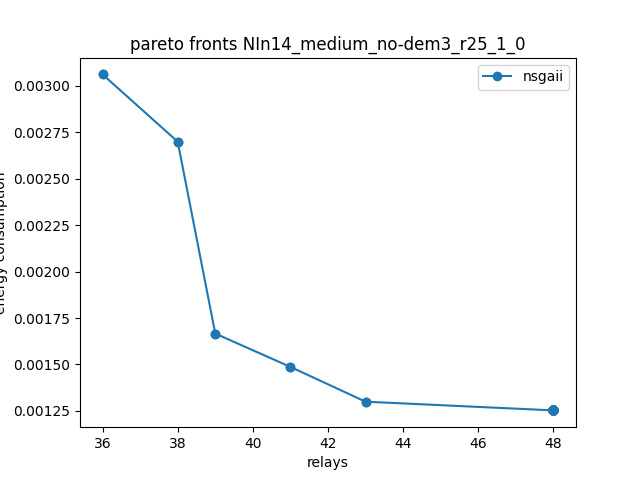 pareto fronts NIn14_medium_no-dem3_r25_1_0
nsgaii
0.00300
0.00275
0.00250
0.00225
0.00200
0.00175
0.00150
0.00125
energy consumption
36 38 40 42 44 46 48
relays